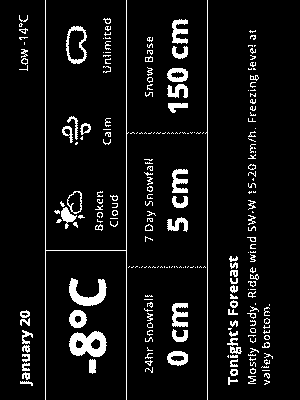 January 20
Low -14°C
-8°C
Broken
Cloud
Calm
Unlimited
24hr Snowfall
0 cm
7 Day Snowfall
5 cm
Snow Base
150 cm
Tonight's Forecast
Mostly cloudy. Ridge wind SW-W 15-20 km/h. Freezing level at
valley bottom.